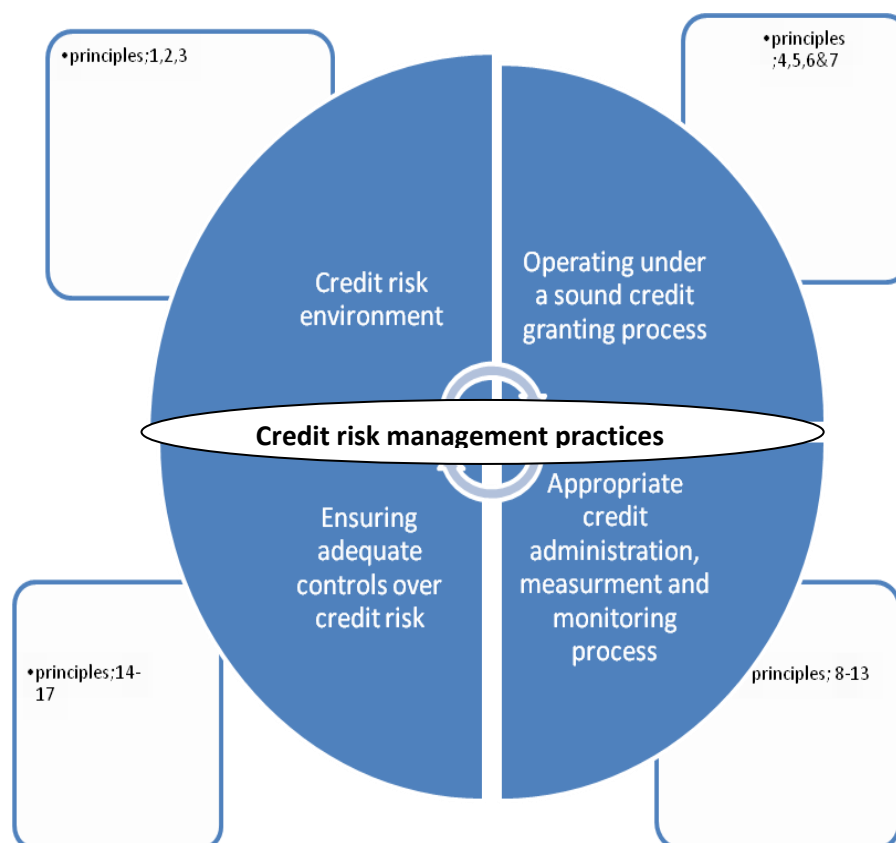 •principles;1,2,3
•principles
;4,5,6&7
Credit risk
environment
Operating under
a sound credit
granting process
Credit risk management practices
Ensuring
adequate
controls over
credit risk
Appropriate
credit
administration,
measurment and
monitoring
process
•principles;14-
17
principles; 8-13